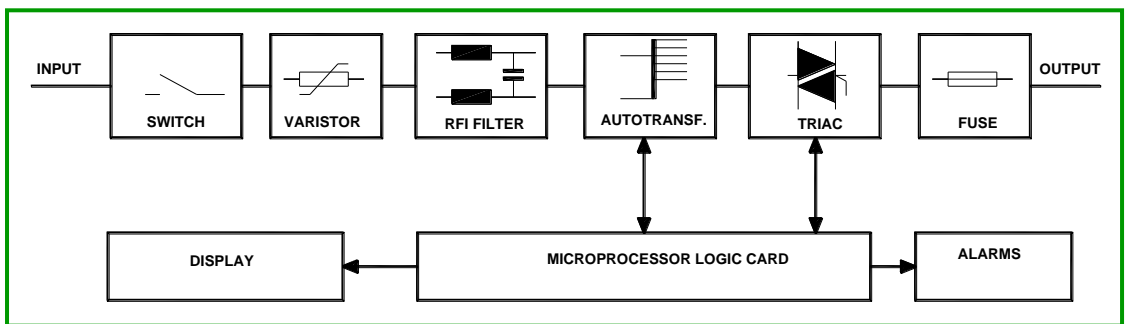 INPUT
SWITCH
VARISTOR
RFI FILTER
AUTOTRANSF.
TRIAC
FUSE
OUTPUT
DISPLAY
MICROPROCESSOR LOGIC CARD
ALARMS